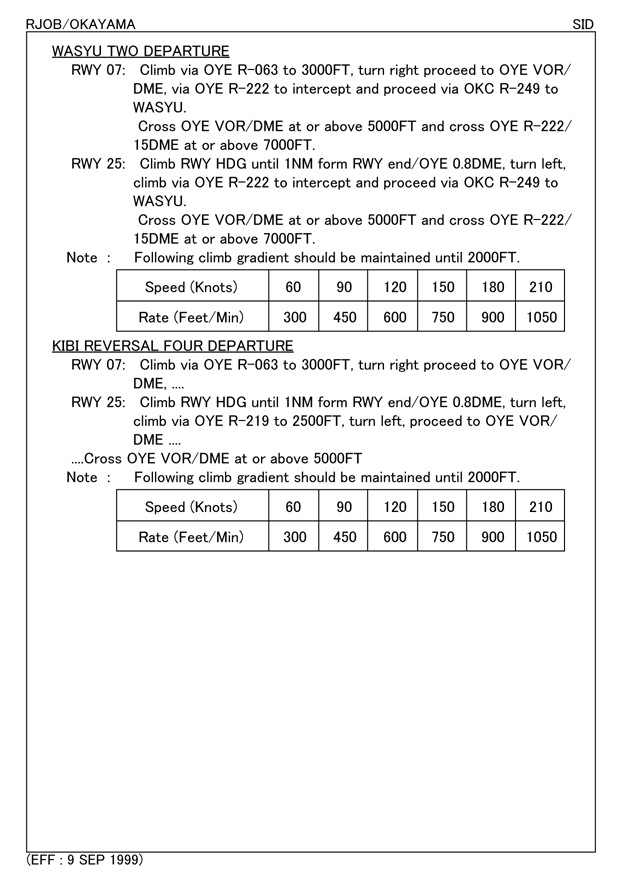 RJOB/OKAYAMA SID
WASYU TWO DEPARTURE
RWY 07: Climb via OYE R-063 to 3000FT, turn right proceed to OYE VOR/
DME, via OYE R-222 to intercept and proceed via OKC R-249 to
WASYU.
Cross OYE VOR/DME at or above 5000FT and cross OYE R-222/
15DME at or above 7000FT.
RWY 25: Climb RWY HDG until 1NM form RWY end/OYE 0.8DME, turn left,
climb via OYE R-222 to intercept and proceed via OKC R-249 to
WASYU.
Cross OYE VOR/DME at or above 5000FT and cross OYE R-222/
15DME at or above 7000FT.
Note : Following climb gradient should be maintained until 2000FT.
Speed (Knots) 60 90 120 150 180 210
Rate (Feet/Min) 300 450 600 750 900 1050
KIBI REVERSAL FOUR DEPARTURE
RWY 07: Climb via OYE R-063 to 3000FT, turn right proceed to OYE VOR/
DME, ....
RWY 25: Climb RWY HDG until 1NM form RWY end/OYE 0.8DME, turn left,
climb via OYE R-219 to 2500FT, turn left, proceed to OYE VOR/
DME ....
....Cross OYE VOR/DME at or above 5000FT
Note : Following climb gradient should be maintained until 2000FT.
Speed (Knots) 60 90 120 150 180 210
Rate (Feet/Min) 300 450 600 750 900 1050
(EFF : 9 SEP 1999)